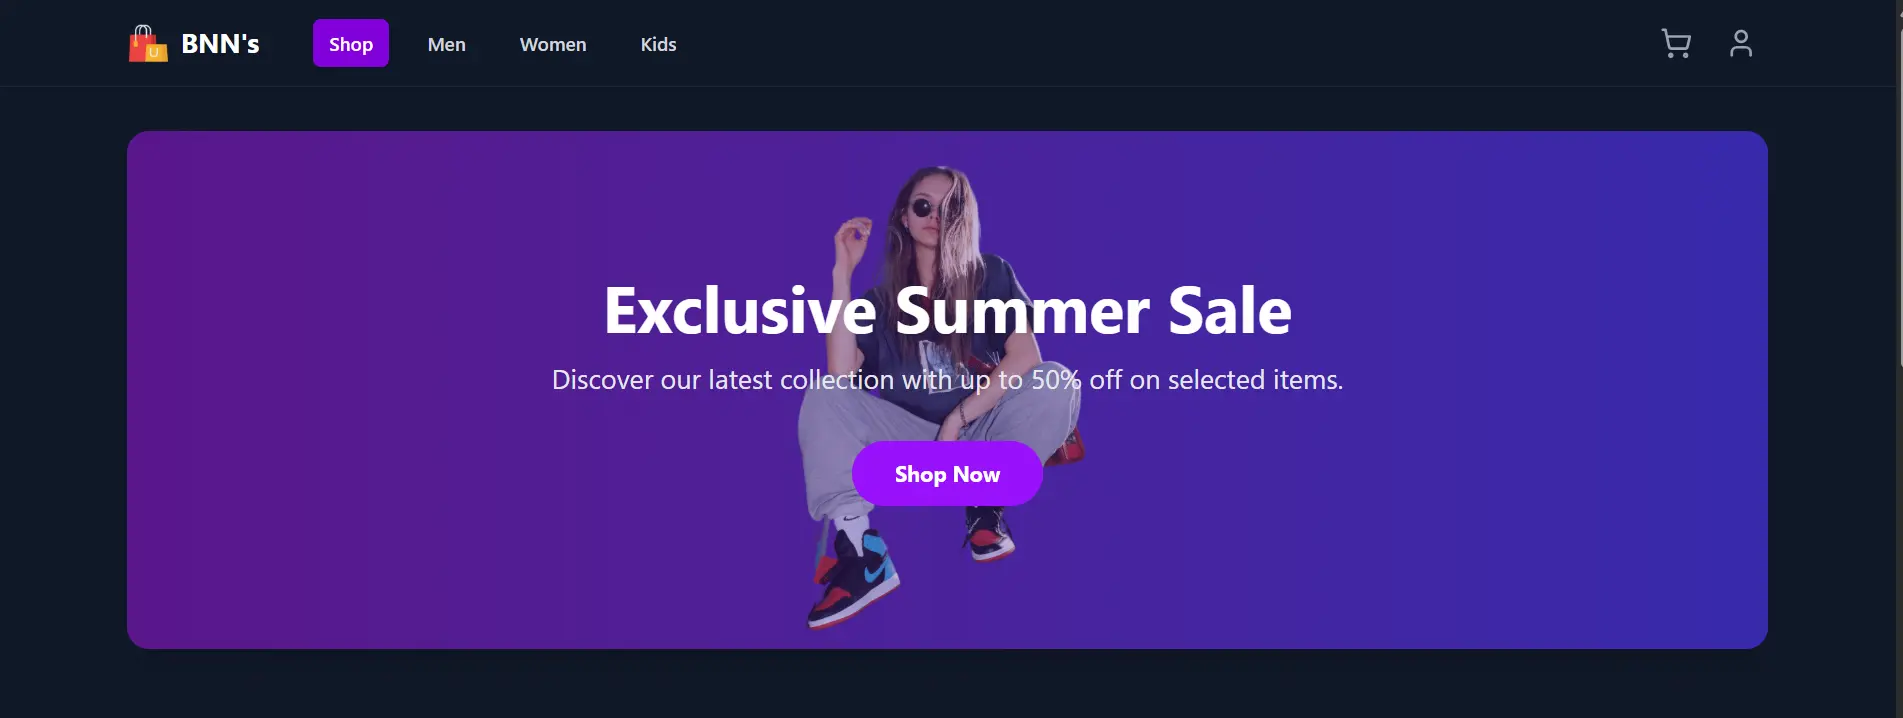 BNN's
Shop
Men
Women
Kids
Exclusive Summer Sale
Discover our latest collection with up to 50% off on selected items.
Shop Now